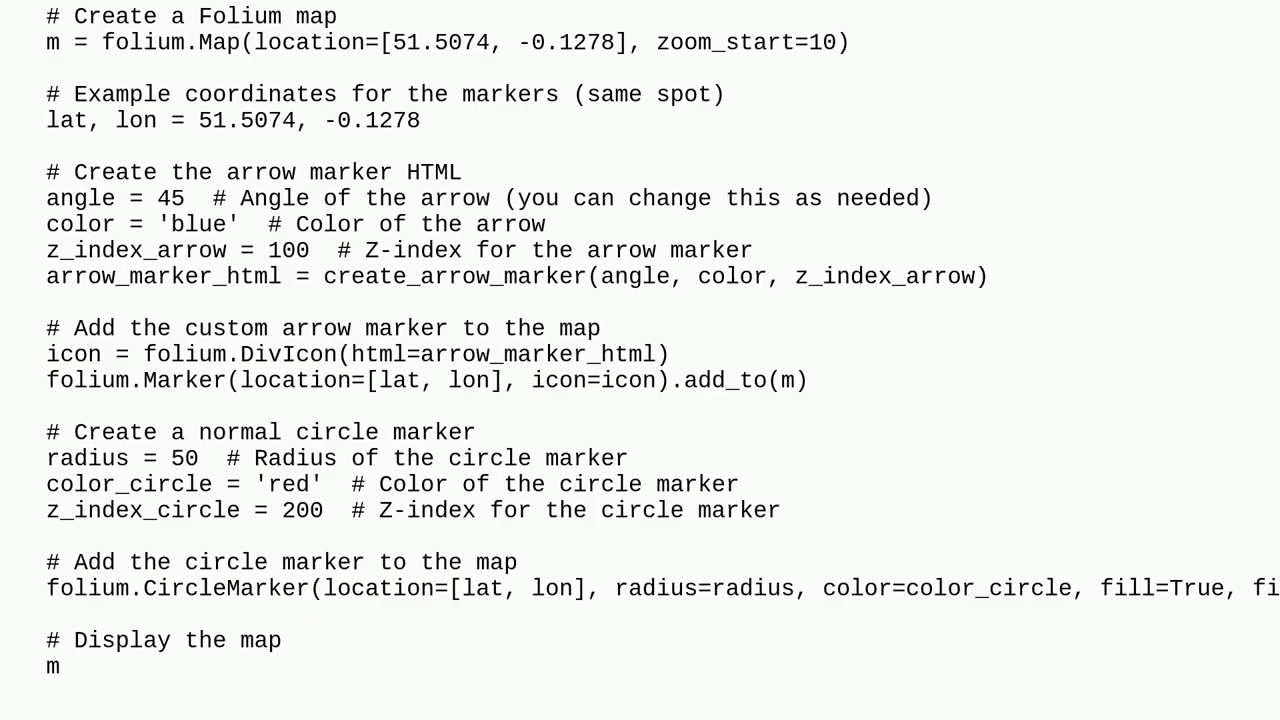 # Create a Folium map
m = folium.Map(location=[51.5074, -0.1278], zoom_start=10)
# Example coordinates for the markers (same spot)
lat, lon = 51.5074, -0.1278
# Create the arrow marker HTML
angle = 45  # Angle of the arrow (you can change this as needed)
color = 'blue'  # Color of the arrow
z_index_arrow = 100  # Z-index for the arrow marker
arrow_marker_html = create_arrow_marker(angle, color, z_index_arrow)
# Add the custom arrow marker to the map
icon = folium.DivIcon(html=arrow_marker_html)
folium.Marker(location=[lat, lon], icon=icon).add_to(m)
# Create a normal circle marker
radius = 50  # Radius of the circle marker
color_circle = 'red'  # Color of the circle marker
z_index_circle = 200  # Z-index for the circle marker
# Add the circle marker to the map
folium.CircleMarker(location=[lat, lon], radius=radius, color=color_circle, fill=True, fi
# Display the map
m